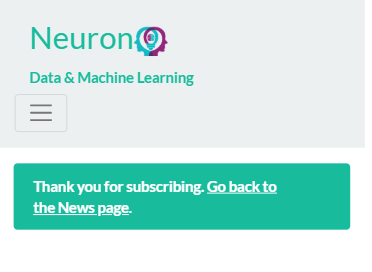 Neuron
Data & Machine Learning
Thank you for subscribing. Go back to
the News page.